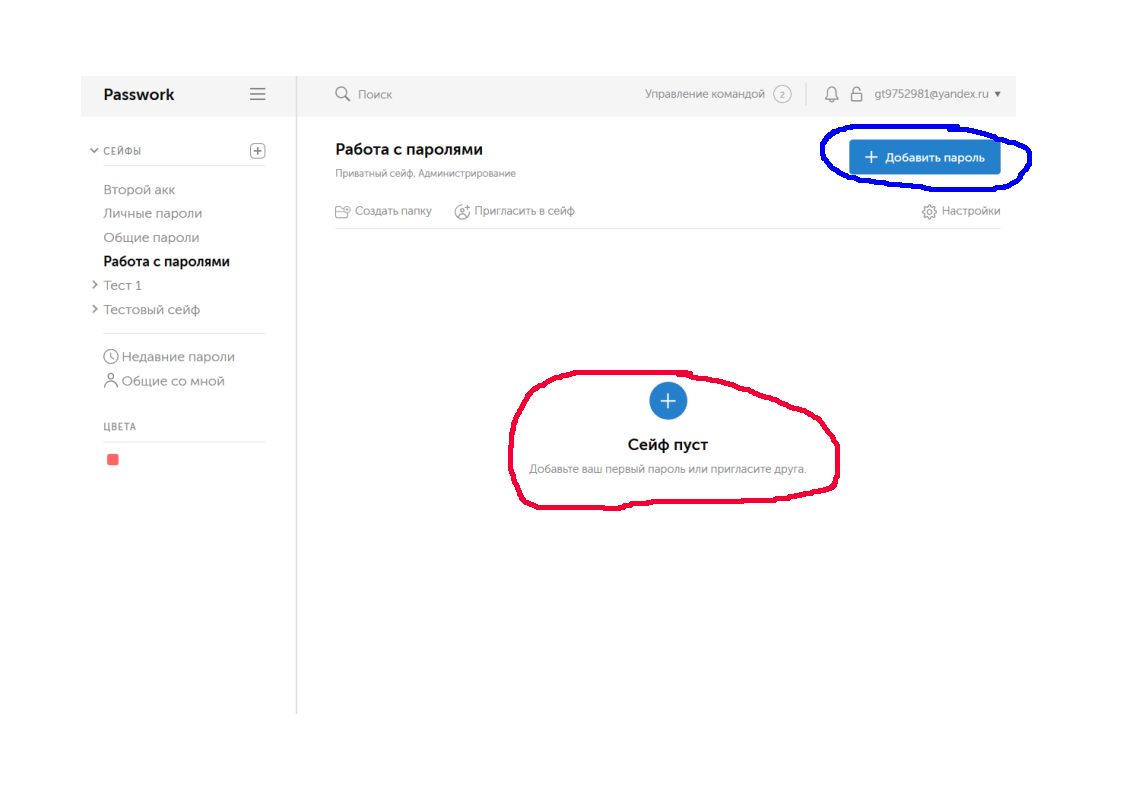 Passwork
Поиск
Управление командой 2
gt9752981@yandex.ru
СЕЙФЫ
Второй акк
Личные пароли
Общие пароли
Работа с паролями
Тест 1
Тестовый сейф
Недавние пароли
Общие со мной
ЦВЕТА
Работа с паролями
Приватный сейф, Администрирование
Добавить пароль
Создать папку
Пригласить в сейф
Настройки
Сейф пуст
Добавьте ваш первый пароль или пригласите друга.